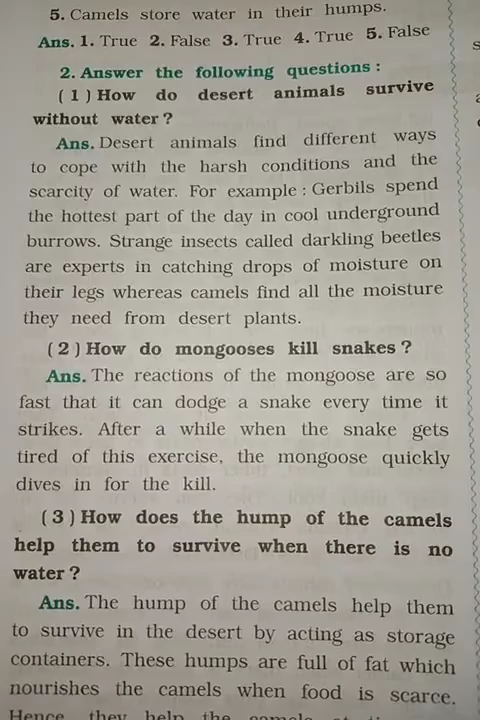 5. Camels store water in their humps.
Ans. 1. True 2. False 3. True 4. True 5. False
2. Answer the following questions :
( 1 ) How do desert animals survive
without water ?
Ans. Desert animals find different ways
to cope with the harsh conditions and the
scarcity of water. For example : Gerbils spend
the hottest part of the day in cool underground
burrows. Strange insects called darkling beetles
are experts in catching drops of moisture on
their legs whereas camels find all the moisture
they need from desert plants.
( 2 ) How do mongooses kill snakes ?
Ans. The reactions of the mongoose are so
fast that it can dodge a snake every time it
strikes. After a while when the snake gets
tired of this exercise, the mongoose quickly
dives in for the kill.
( 3 ) How does the hump of the camels
help them to survive when there is no
water ?
Ans. The hump of the camels help them
to survive in the desert by acting as storage
containers. These humps are full of fat which
nourishes the camels when food is scarce.
Hence, they help the camels